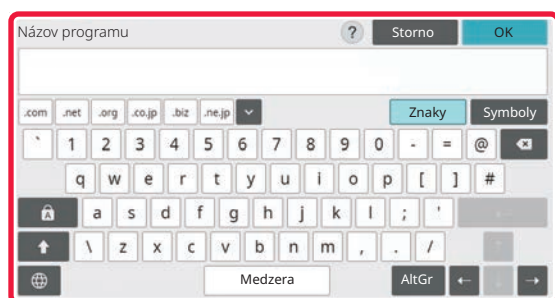 Názov programu ? Storno OK
.com .net .org .co.jp .biz .ne.jp Znaky Symboly
` 1 2 3 4 5 6 7 8 9 0 - = @
q w e r t y u i o p [ ] #
A a s d f g h j k l ; '
\ z x c v b n m , . /
Medzera AltGr